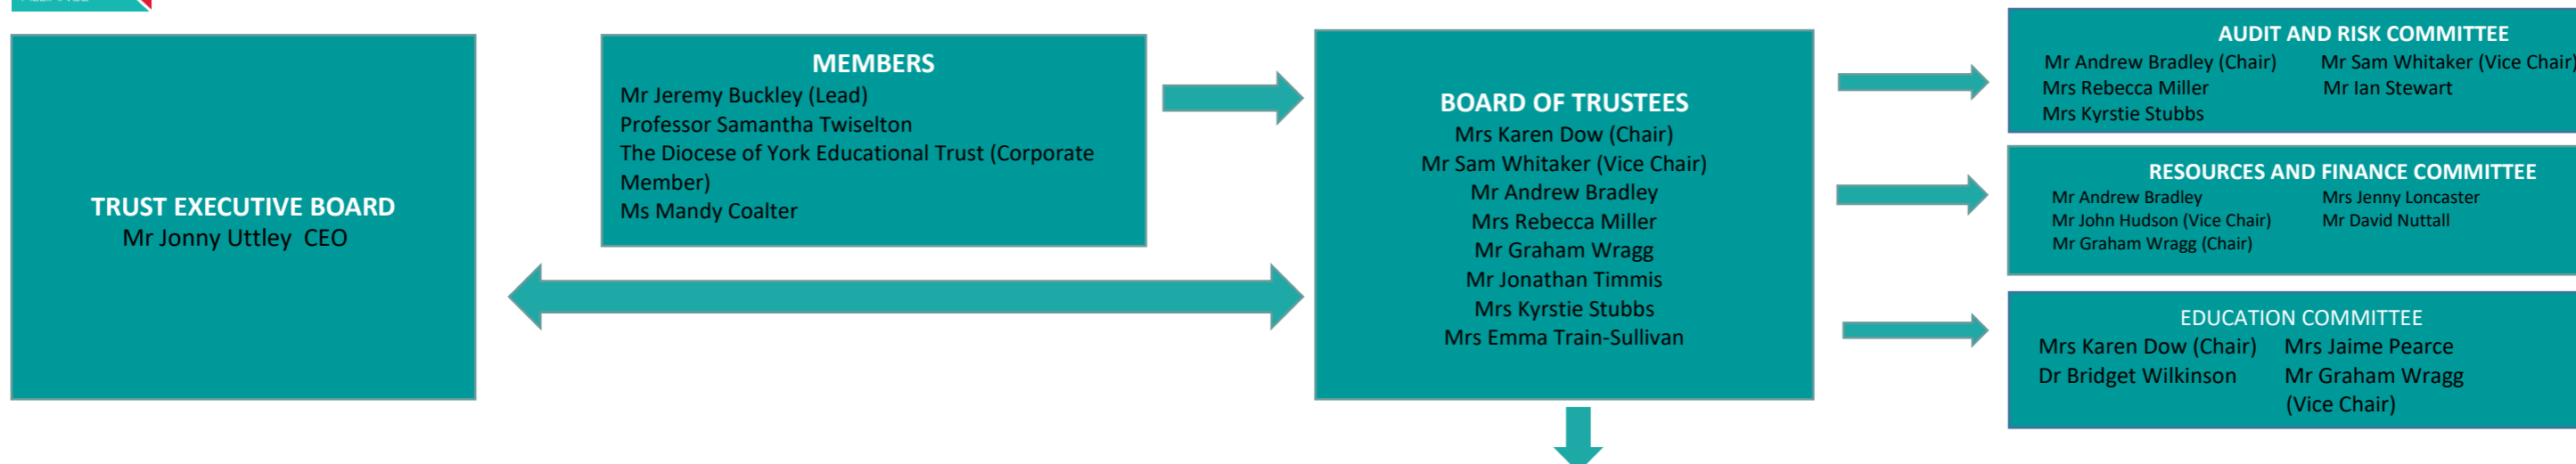 TRUST EXECUTIVE BOARD
Mr Jonny Uttley CEO
MEMBERS
Mr Jeremy Buckley (Lead)
Professor Samantha Twiselton
The Diocese of York Educational Trust (Corporate
Member)
Ms Mandy Coalter
BOARD OF TRUSTEES
Mrs Karen Dow (Chair)
Mr Sam Whitaker (Vice Chair)
Mr Andrew Bradley
Mrs Rebecca Miller
Mr Graham Wragg
Mr Jonathan Timmis
Mrs Kyrstie Stubbs
Mrs Emma Train-Sullivan
AUDIT AND RISK COMMITTEE
Mr Andrew Bradley (Chair) Mr Sam Whitaker (Vice Chair)
Mrs Rebecca Miller Mr Ian Stewart
Mrs Kyrstie Stubbs
RESOURCES AND FINANCE COMMITTEE
Mr Andrew Bradley Mrs Jenny Loncaster
Mr John Hudson (Vice Chair) Mr David Nuttall
Mr Graham Wragg (Chair)
EDUCATION COMMITTEE
Mrs Karen Dow (Chair) Mrs Jaime Pearce
Dr Bridget Wilkinson Mr Graham Wragg
(Vice Chair)